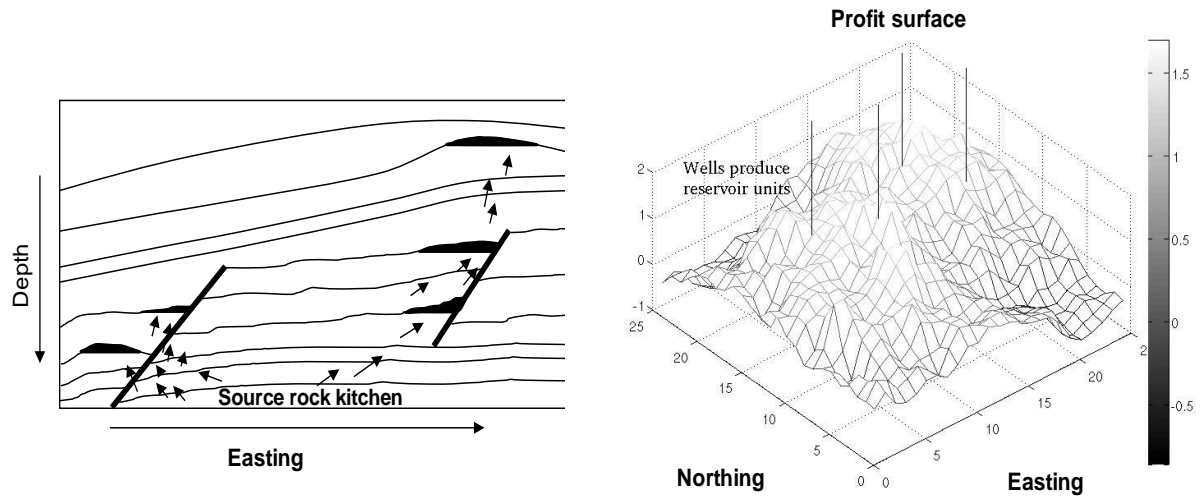 Depth
Source rock kitchen
Easting
Profit surface
Wells produce
reservoir units
2
1
0
-1
25
20
15
10
5
0
0
5
10
15
20
2
Northing
Easting
1.5
1
0.5
0
-0.5